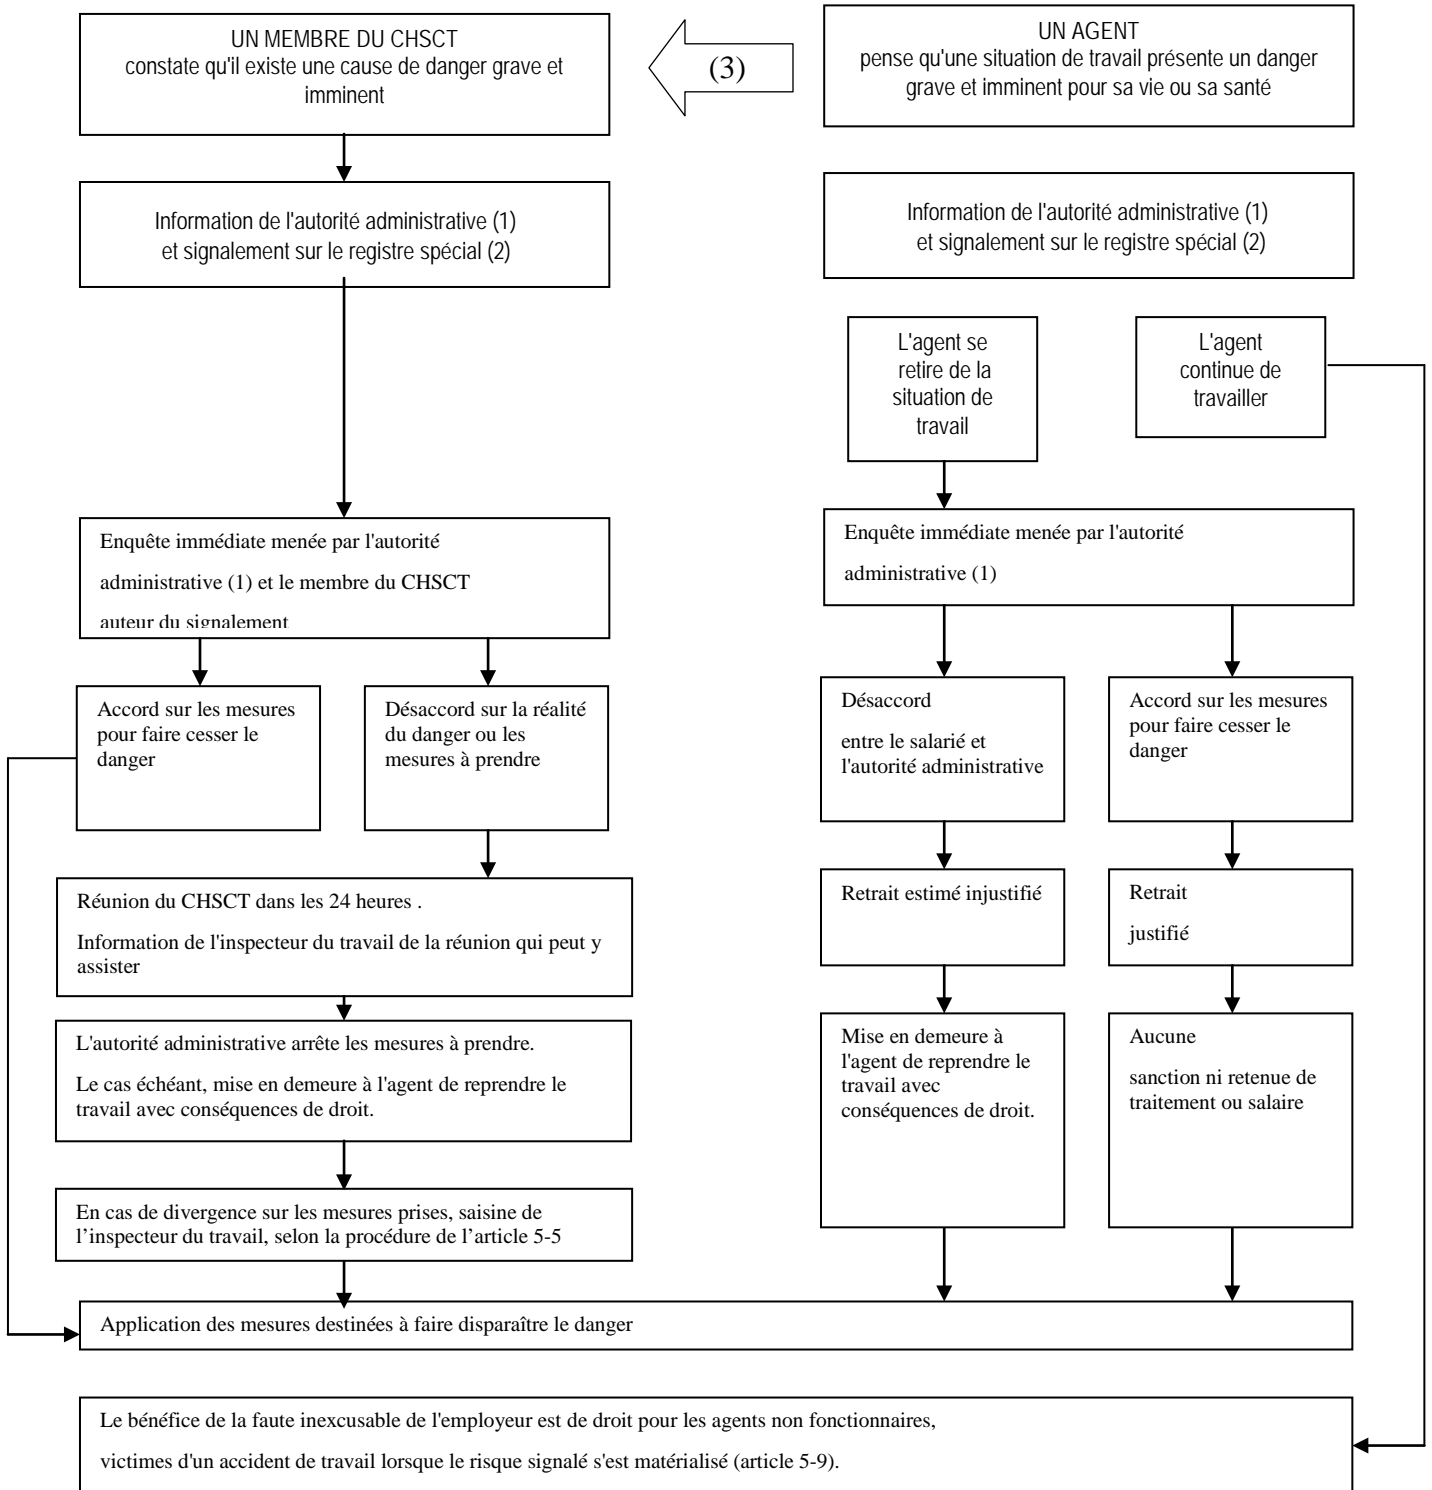 UN MEMBRE DU CHSCT
constate qu'il existe une cause de danger grave et
imminent
(3)
UN AGENT
pense qu'une situation de travail présente un danger
grave et imminent pour sa vie ou sa santé
Information de l'autorité administrative (1)
et signalement sur le registre spécial (2)
Information de l'autorité administrative (1)
et signalement sur le registre spécial (2)
L'agent se
retire de la
situation de
travail
L'agent
continue de
travailler
Enquête immédiate menée par l'autorité
administrative (1) et le membre du CHSCT
auteur du signalement
Enquête immédiate menée par l'autorité
administrative (1)
Accord sur les mesures
pour faire cesser le
danger
Désaccord sur la réalité
du danger ou les
mesures à prendre
Désaccord
entre le salarié et
l'autorité administrative
Accord sur les mesures
pour faire cesser le
danger
Réunion du CHSCT dans les 24 heures .
Information de l'inspecteur du travail de la réunion qui peut y
assister
Retrait estimé injustifié
Retrait
justifié
L'autorité administrative arrête les mesures à prendre.
Le cas échéant, mise en demeure à l'agent de reprendre le
travail avec conséquences de droit.
Mise en demeure à
l'agent de reprendre le
travail avec
conséquences de droit.
Aucune
sanction ni retenue de
traitement ou salaire
En cas de divergence sur les mesures prises, saisine de
l’inspecteur du travail, selon la procédure de l’article 5-5
Application des mesures destinées à faire disparaître le danger
Le bénéfice de la faute inexcusable de l'employeur est de droit pour les agents non fonctionnaires,
victimes d'un accident de travail lorsque le risque signalé s'est matérialisé (article 5-9).